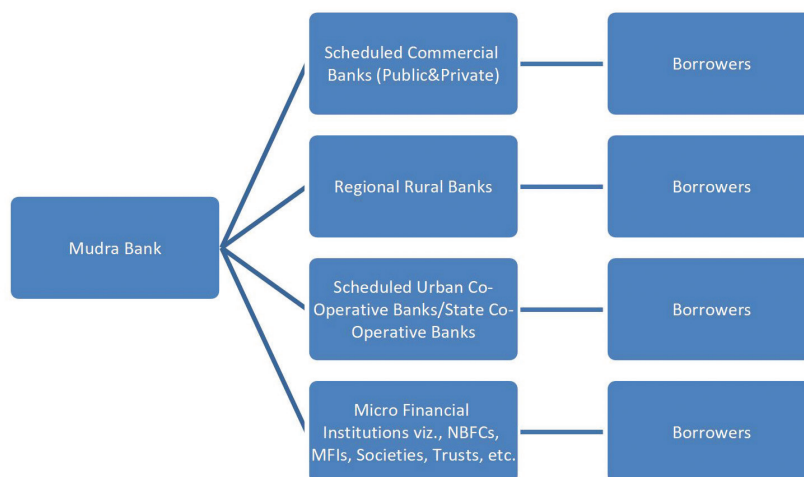 Mudra Bank
Scheduled Commercial
Banks (Public&Private)
Borrowers
Regional Rural Banks
Borrowers
Scheduled Urban Co-
Operative Banks/State Co-
Operative Banks
Borrowers
Micro Financial
Institutions viz., NBFCs,
MFIs, Societies, Trusts, etc.
Borrowers